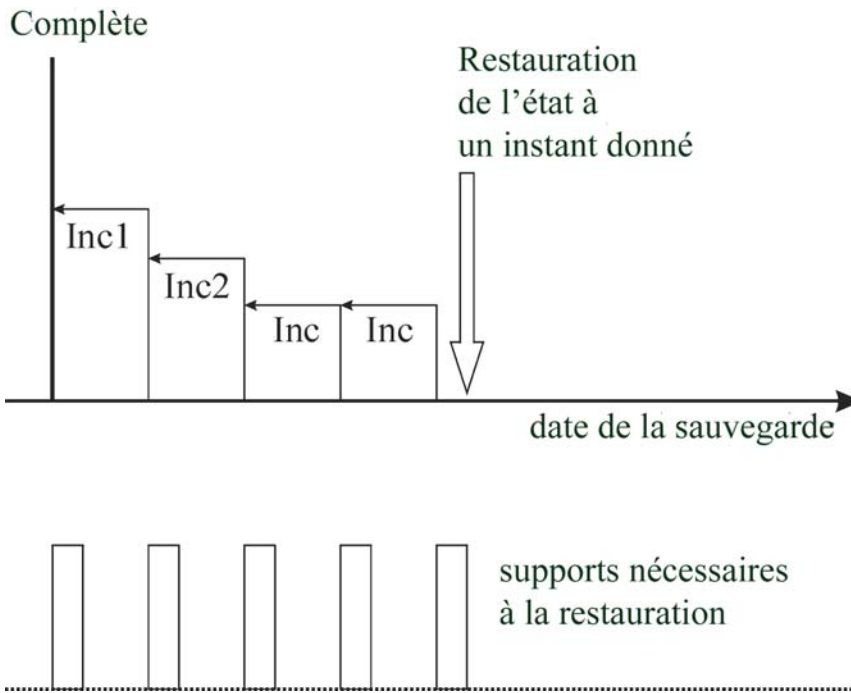 Complète
Restauration
de l’état à
un instant donné
Inc1
Inc2
Inc
Inc
date de la sauvegarde
supports nécessaires
à la restauration